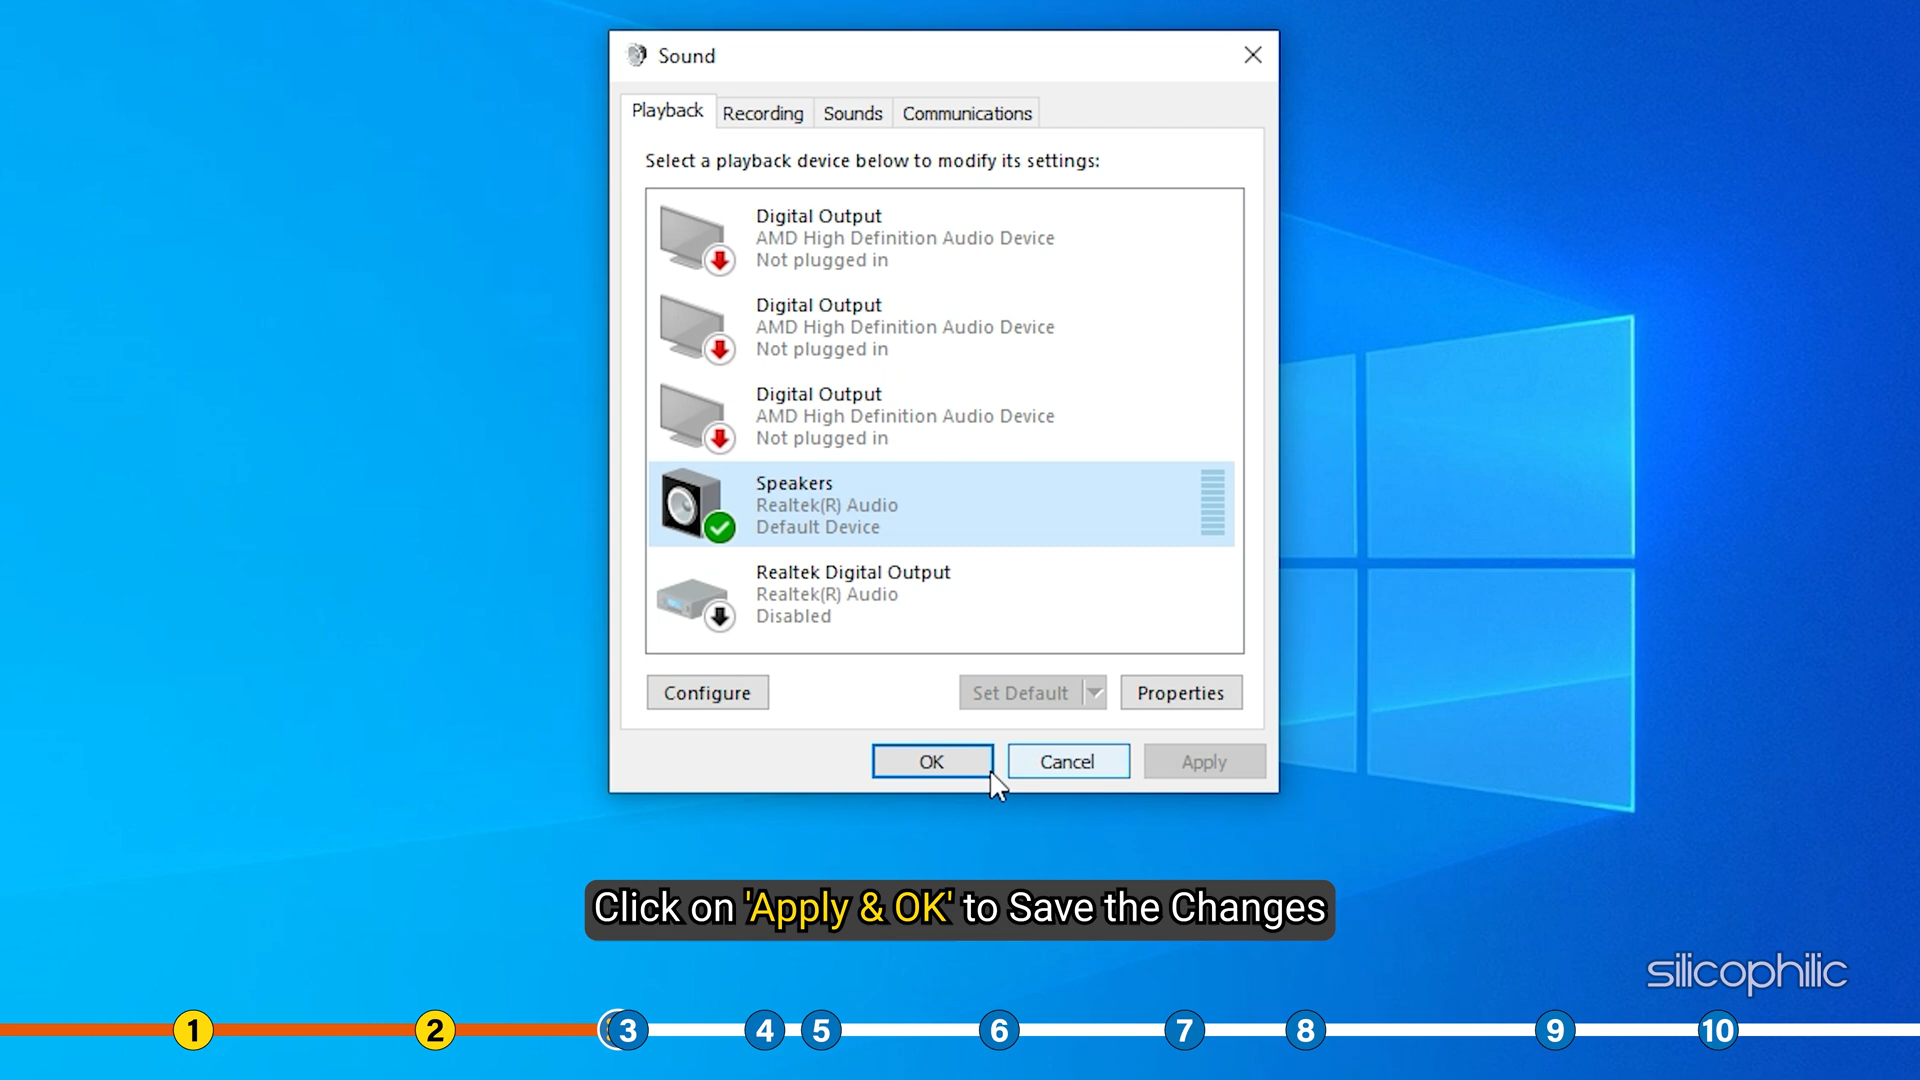 Sound
Playback
Recording
Sounds
Communications
Select a playback device below to modify its settings:
Digital Output
AMD High Definition Audio Device
Not plugged in
Digital Output
AMD High Definition Audio Device
Not plugged in
Digital Output
AMD High Definition Audio Device
Not plugged in
Speakers
Realtek(R) Audio
Default Device
Realtek Digital Output
Realtek(R) Audio
Disabled
Configure
Set Default
Properties
OK
Cancel
Apply
Click on 'Apply & OK' to Save the Changes
silicophilic
1 2 3 4 5 6 7 8 9 10